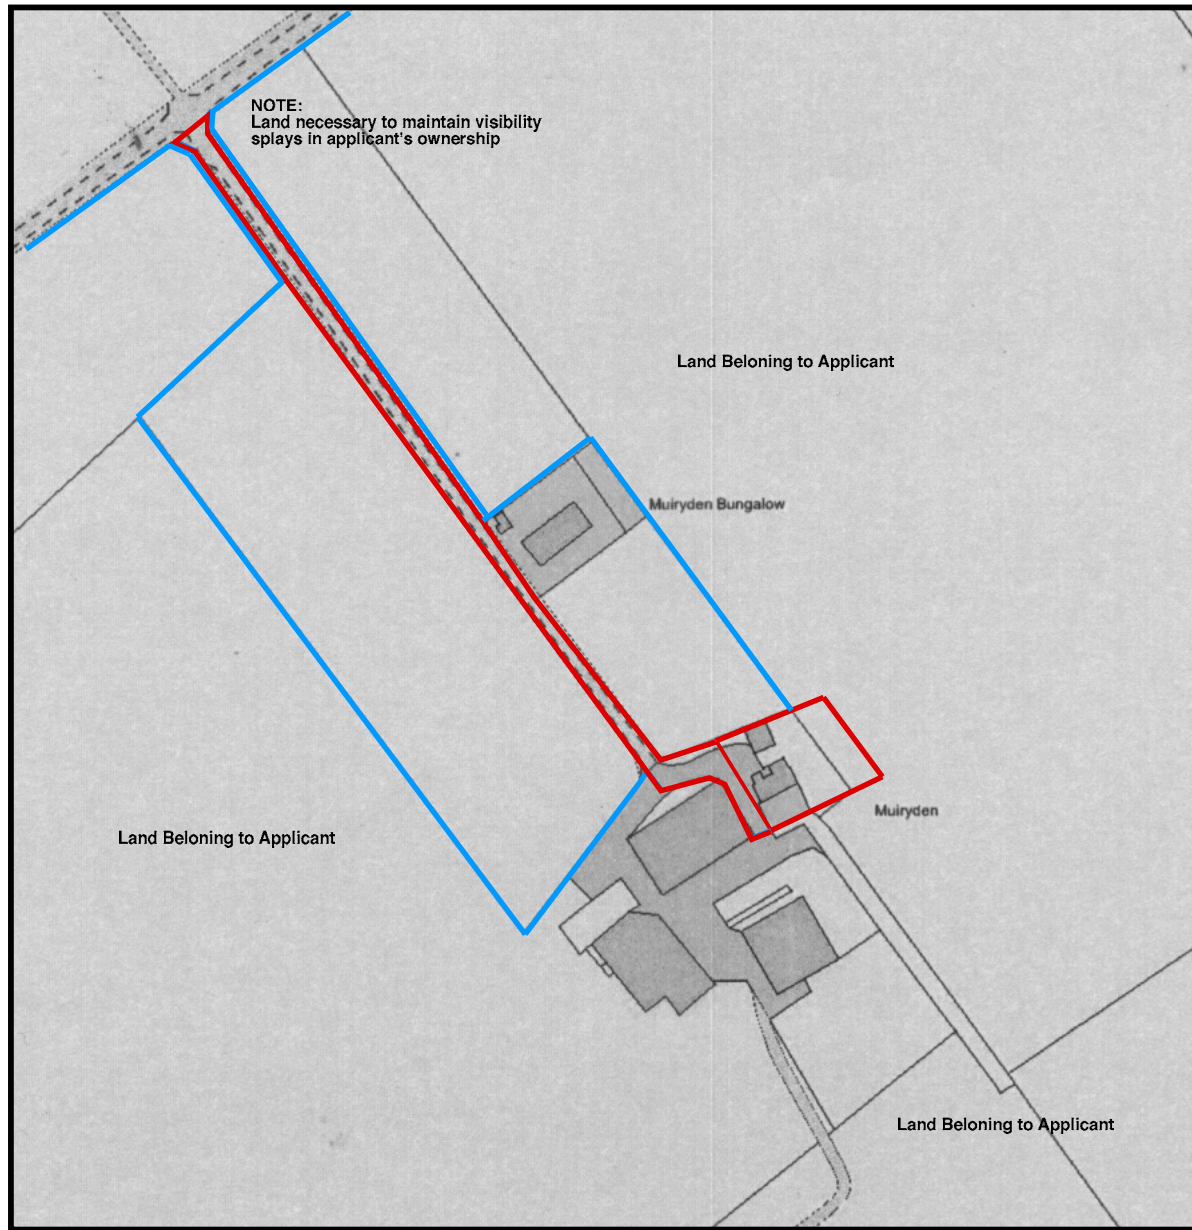 NOTE:
Land necessary to maintain visibility
splays in applicant's ownership
Land Beloning to Applicant
Muiryden Bungalow
Muiryden
Land Beloning to Applicant
Land Beloning to Applicant